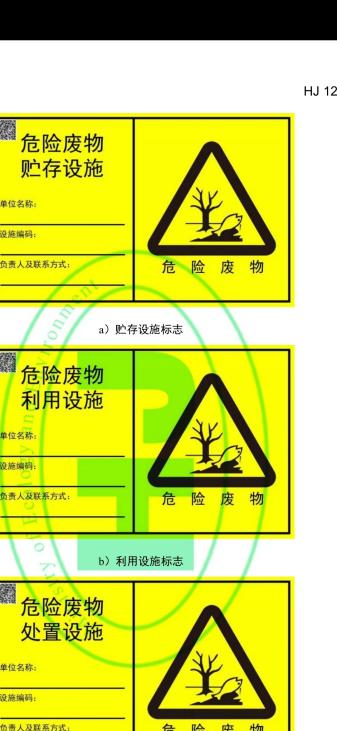 HJ 12
危险废物
贮存设施
单位名称：
设施编码：
负责人及联系方式：
危险废物
a）贮存设施标志
危险废物
利用设施
单位名称：
设施编码：
负责人及联系方式：
危险废物
b）利用设施标志
危险废物
处置设施
单位名称：
设施编码：
负责人及联系方式：
危险废物